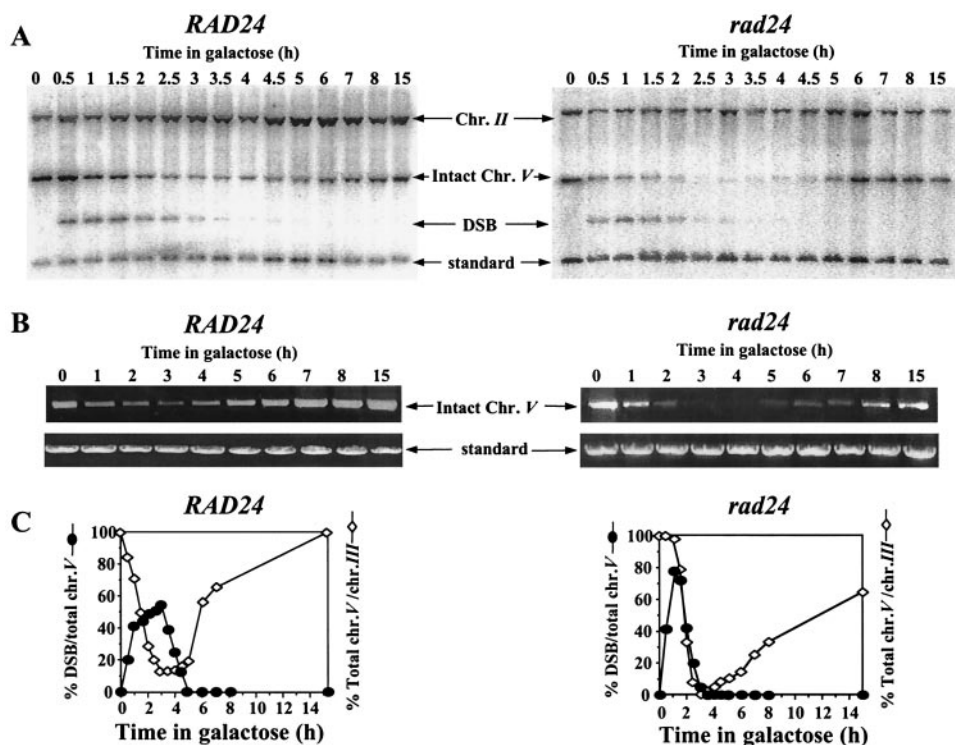 A
RAD24
Time in galactose (h)
0 0.5 1 1.5 2 2.5 3 3.5 4 4.5 5 6 7 8 15
rad24
Time in galactose (h)
0 0.5 1 1.5 2 2.5 3 3.5 4 4.5 5 6 7 8 15
Chr. II
Intact Chr. V
DSB
standard
B
RAD24
Time in galactose (h)
0 1 2 3 4 5 6 7 8 15
rad24
Time in galactose (h)
0 1 2 3 4 5 6 7 8 15
Intact Chr. V
standard
C
RAD24
% DSB/total chr.V
100
80
60
40
20
0
0 2 4 6 8 10 12 14
Time in galactose (h)
% Total chr.V/chr.III
rad24
% DSB/total chr.V
100
80
60
40
20
0
0 2 4 6 8 10 12 14
Time in galactose (h)
% Total chr.V/chr.III